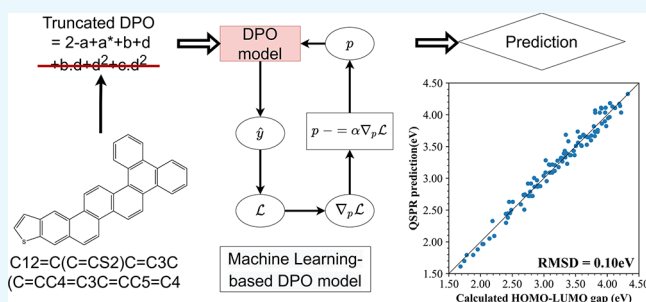 Truncated DPO
= 2-a+a*+b+d
+b.d+d²+c.d²
S
C12=C(C=CS2)C=C3C
(C=CC4=C3C=CC5=C4
DPO
model
p
ŷ
p −= α∇ₚℒ
ℒ
∇ₚℒ
Machine Learning-
based DPO model
Prediction
QSPR prediction(eV)
4.50
4.00
3.50
3.00
2.50
2.00
1.50
RMSD = 0.10eV
1.50 2.00 2.50 3.00 3.50 4.00 4.50
Calculated HOMO-LUMO gap (eV)